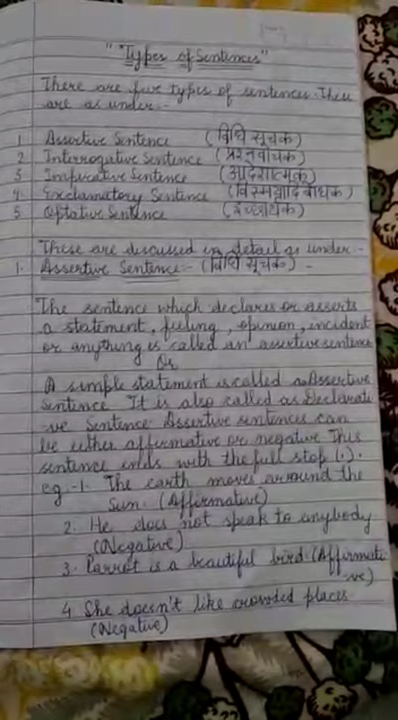 "Types of Sentences"
There are five types of sentences. These
are as under:-
1. Assertive Sentence (विधि सूचक)
2 Interrogative Sentence (प्रश्नवाचक)
3 Imperative Sentence (आदेशात्मक)
4. Exclamatory Sentence (विस्मयादि बोधक)
5 Optative Sentence (इच्छार्थक)
These are discussed in detail as under -
1. Assertive Sentence:- (विधि सूचक) -
The sentence which declares or asserts
a statement, feeling, opinion, incident
or anything is called an assertive sentence
Or
A simple statement is called a Assertive
Sentence. It is also called as Declarati
-ve Sentence. Assertive sentences can
be either affirmative or negative. This
sentence ends with the full stop (.).
eg -1. The earth moves around the
Sun. (Affirmative)
2. He does not speak to anybody
(Negative)
3. Parrot is a beautiful bird (Affirmati
-ve)
4 She doesn't like crowded places
(Negative)